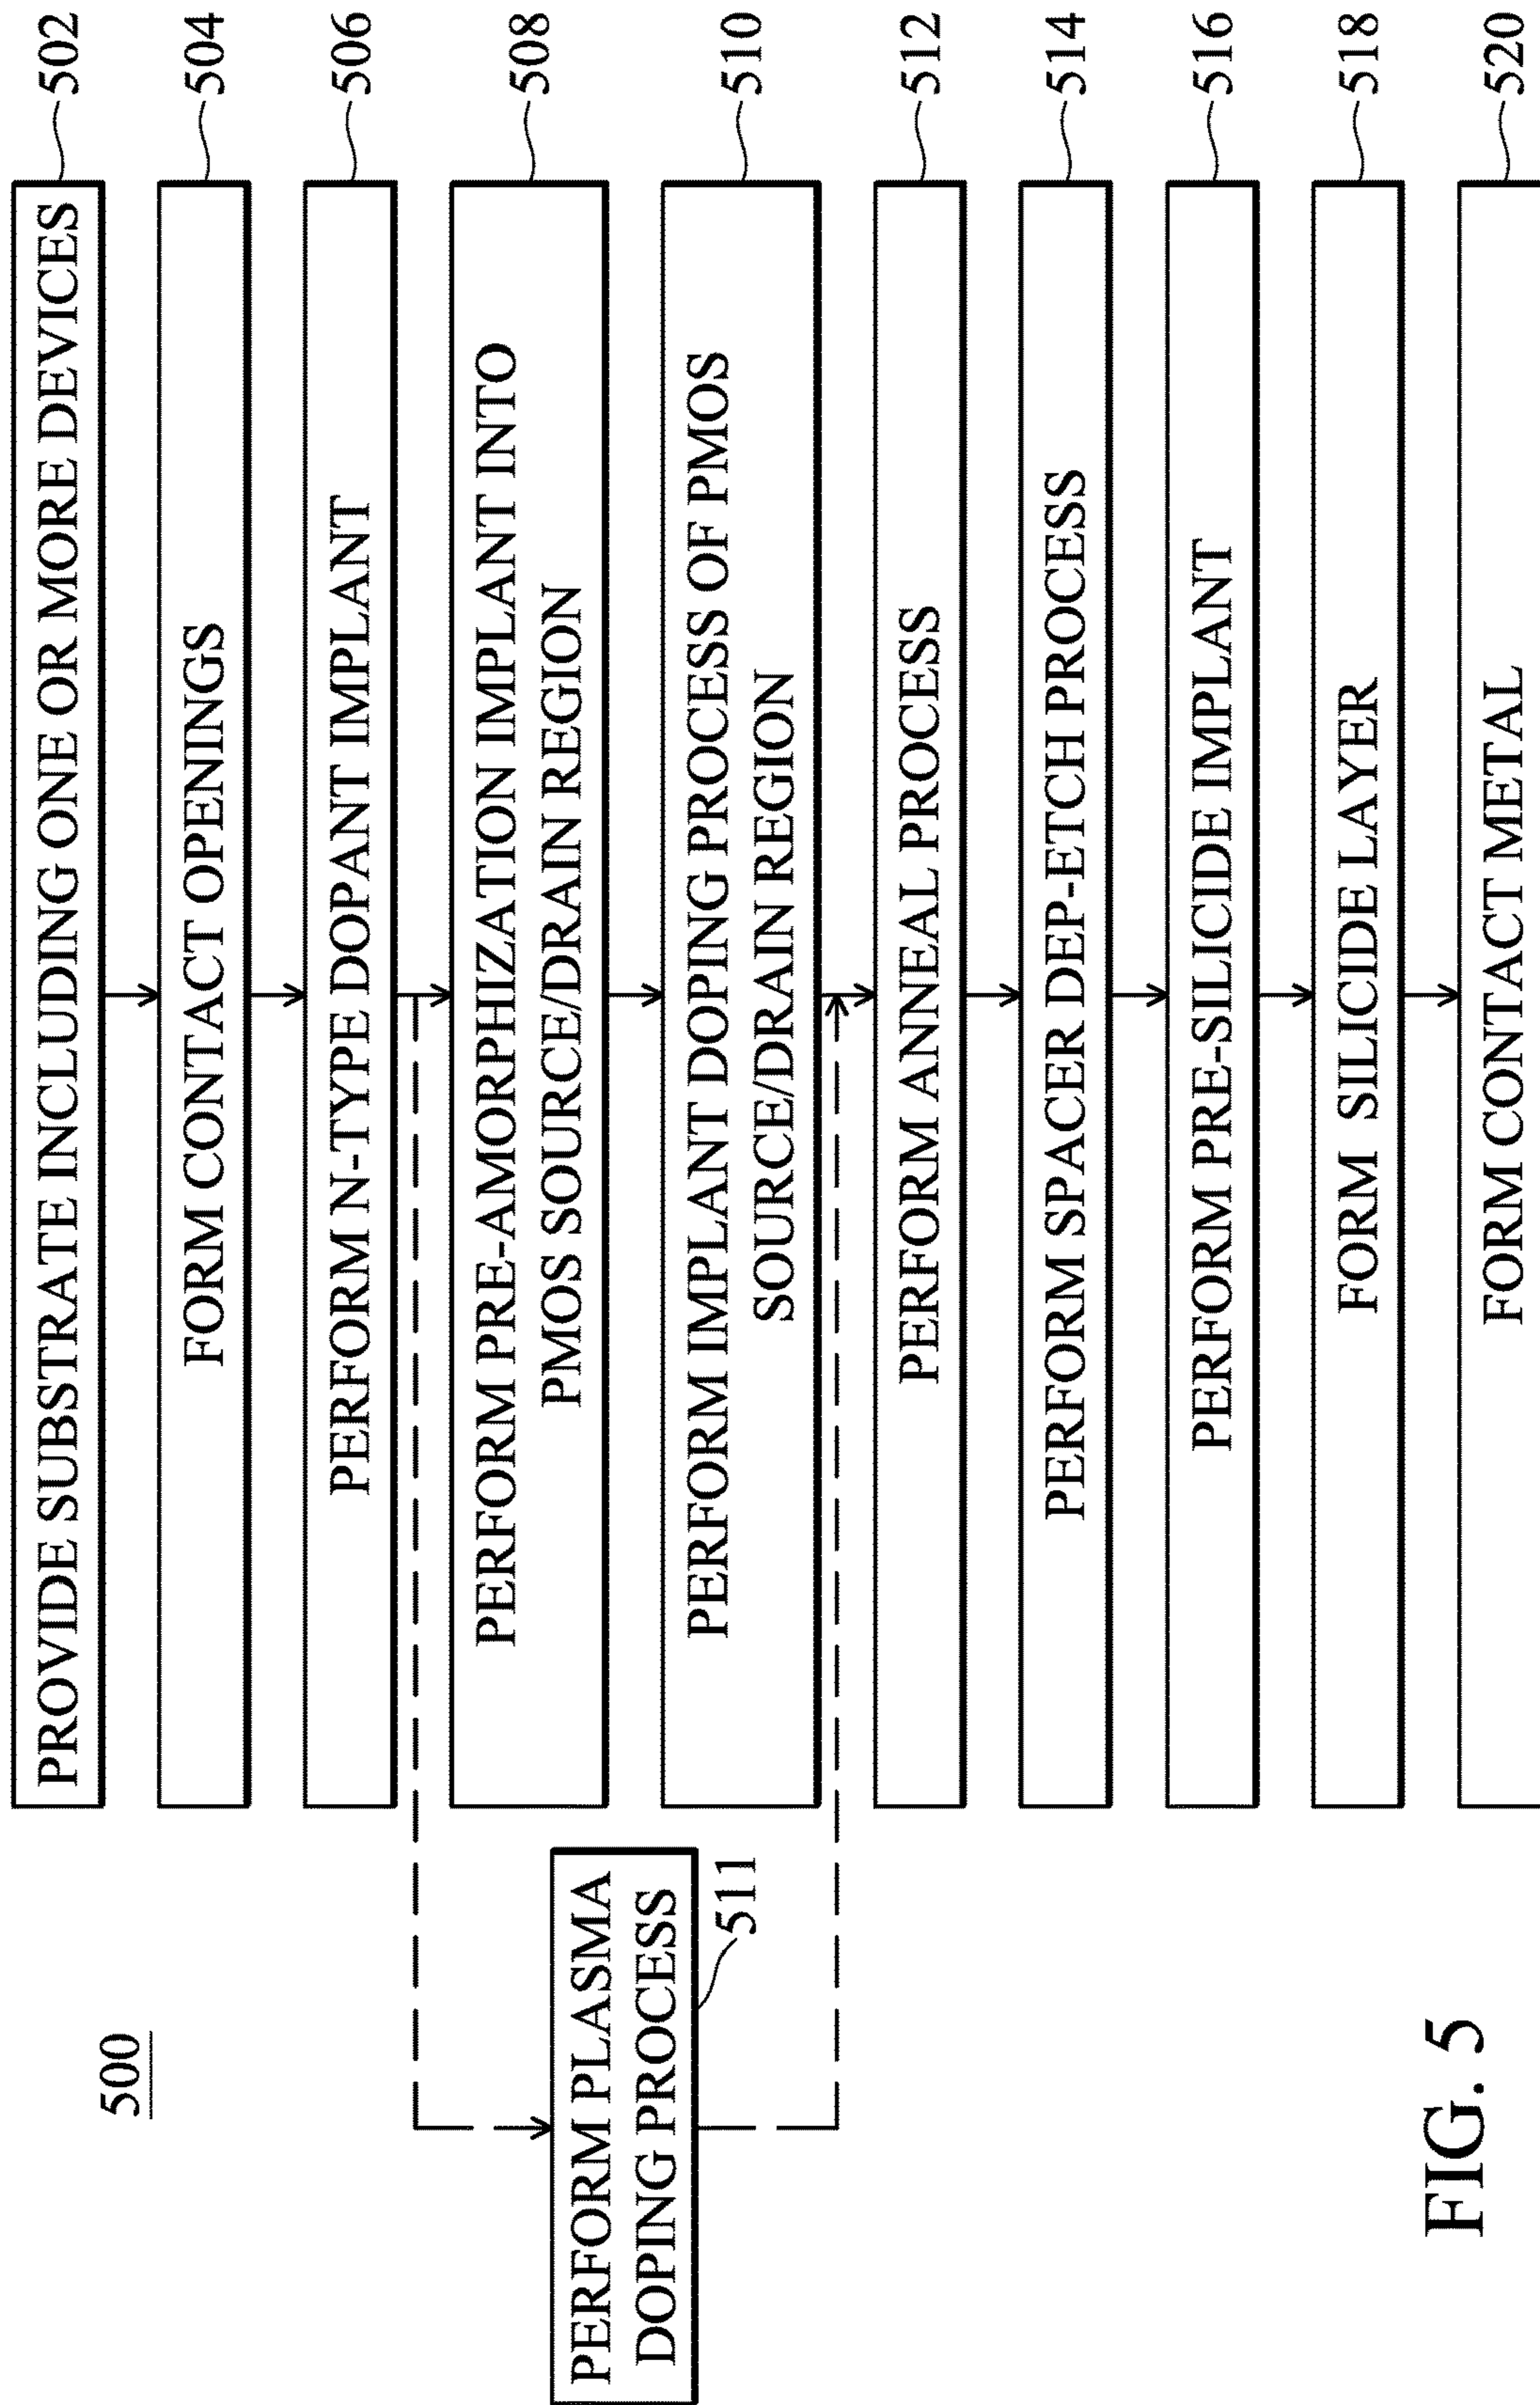 500
PROVIDE SUBSTRATE INCLUDING ONE OR MORE DEVICES
502
FORM CONTACT OPENINGS
504
PERFORM N-TYPE DOPANT IMPLANT
506
PERFORM PRE-AMORPHIZATION IMPLANT INTO
PMOS SOURCE/DRAIN REGION
508
PERFORM IMPLANT DOPING PROCESS OF PMOS
SOURCE/DRAIN REGION
510
PERFORM PLASMA
DOPING PROCESS
511
PERFORM ANNEAL PROCESS
512
PERFORM SPACER DEP-ETCH PROCESS
514
PERFORM PRE-SILICIDE IMPLANT
516
FORM SILICIDE LAYER
518
FORM CONTACT METAL
520
FIG. 5